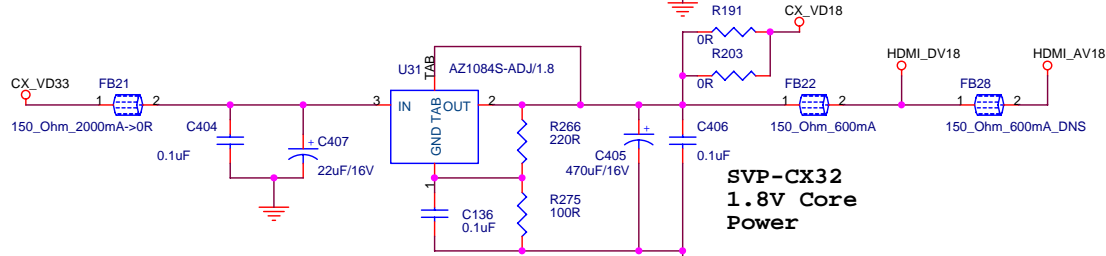 R191
CX_VD18
0R
R203
0R
HDMI_DV18
HDMI_AV18
U31
TAB
AZ1084S-ADJ/1.8
CX_VD33
FB21
1
2
150_Ohm_2000mA->0R
3
IN
GND TAB
OUT
2
1
FB22
1
2
150_Ohm_600mA
FB28
1
2
150_Ohm_600mA_DNS
C404
0.1uF
+
C407
22uF/16V
R266
220R
+
C405
470uF/16V
C406
0.1uF
R275
100R
C136
0.1uF
SVP-CX32
1.8V Core
Power